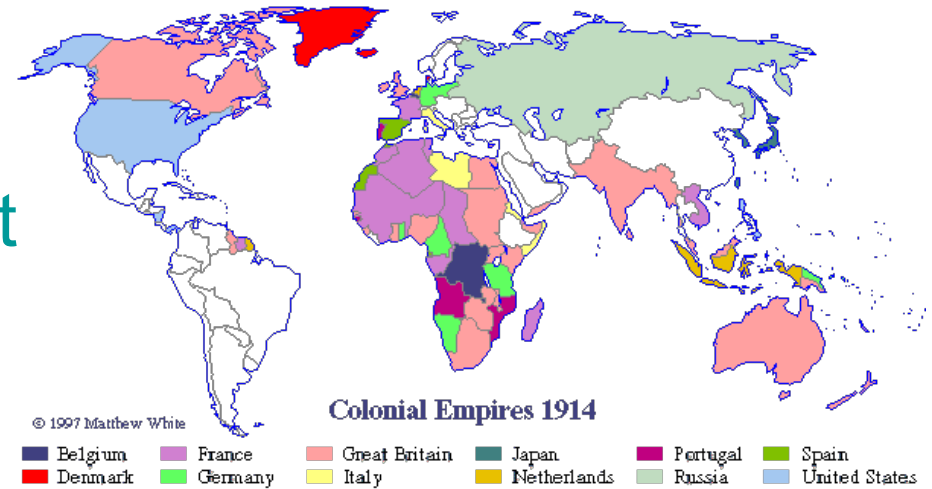 t
Colonial Empires 1914
© 1997 Matthew White
Belgium France Great Britain Japan Portugal Spain
Denmark Germany Italy Netherlands Russia United States